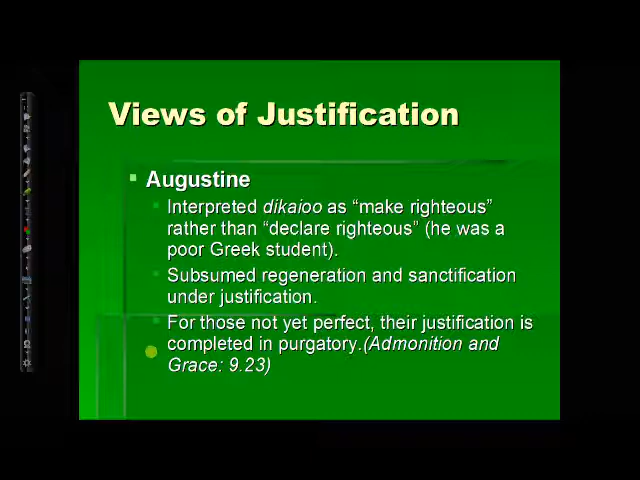 Views of Justification
Augustine
Interpreted dikaioo as “make righteous”
rather than “declare righteous” (he was a
poor Greek student).
Subsumed regeneration and sanctification
under justification.
For those not yet perfect, their justification is
completed in purgatory.(Admonition and
Grace: 9.23)